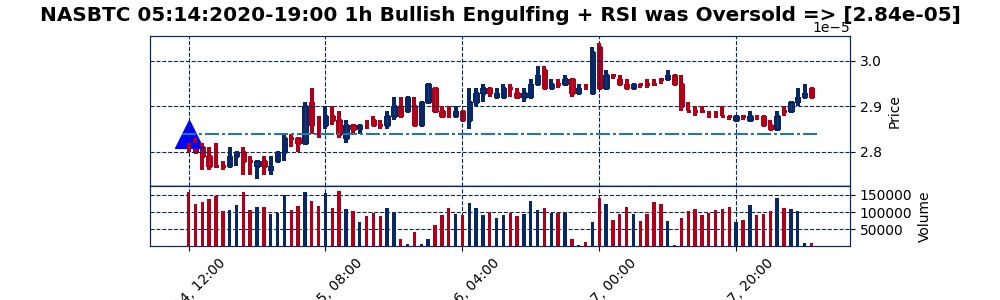 NASBTC 05:14:2020-19:00 1h Bullish Engulfing + RSI was Oversold => [2.84e-05]
1e−5
3.0
2.9
2.8
Price
150000
100000
50000
Volume
4, 12:00
5, 08:00
6, 04:00
7, 00:00
7, 20:00